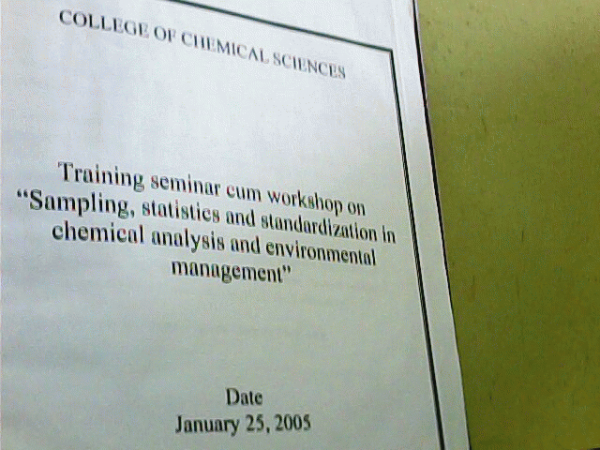 COLLEGE OF CHEMICAL SCIENCES
Training seminar cum workshop on
“Sampling, statistics and standardization in
chemical analysis and environmental
management”
Date
January 25, 2005